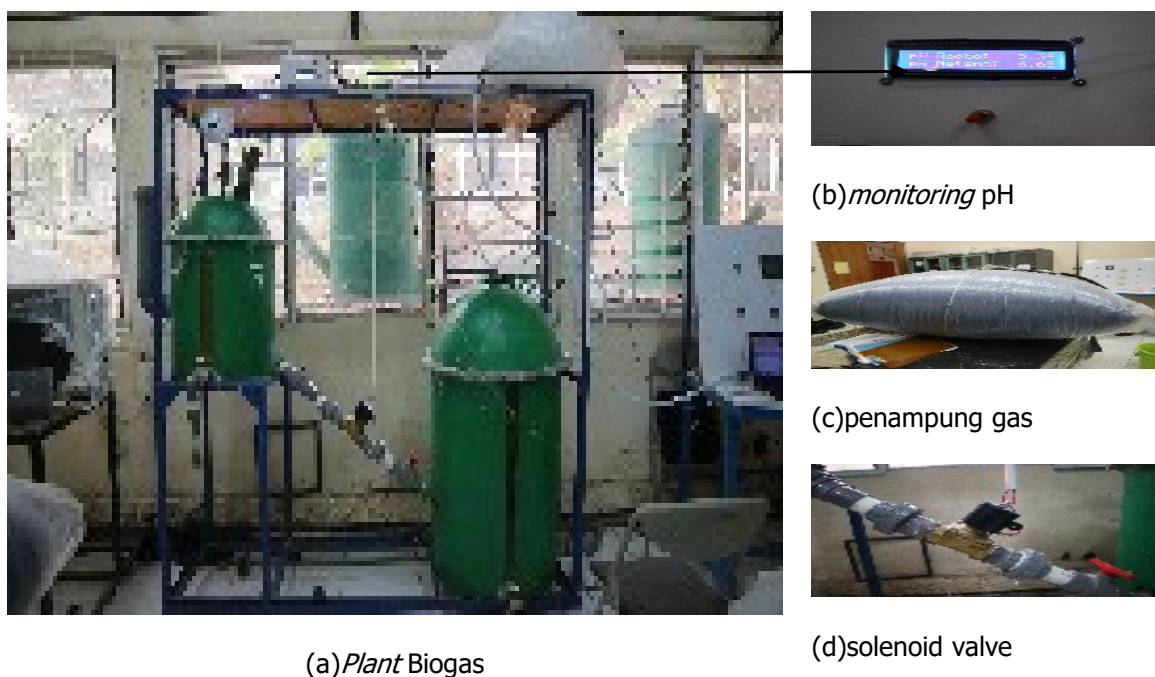 (b)monitoring pH
(c)penampung gas
(d)solenoid valve
(a)Plant Biogas